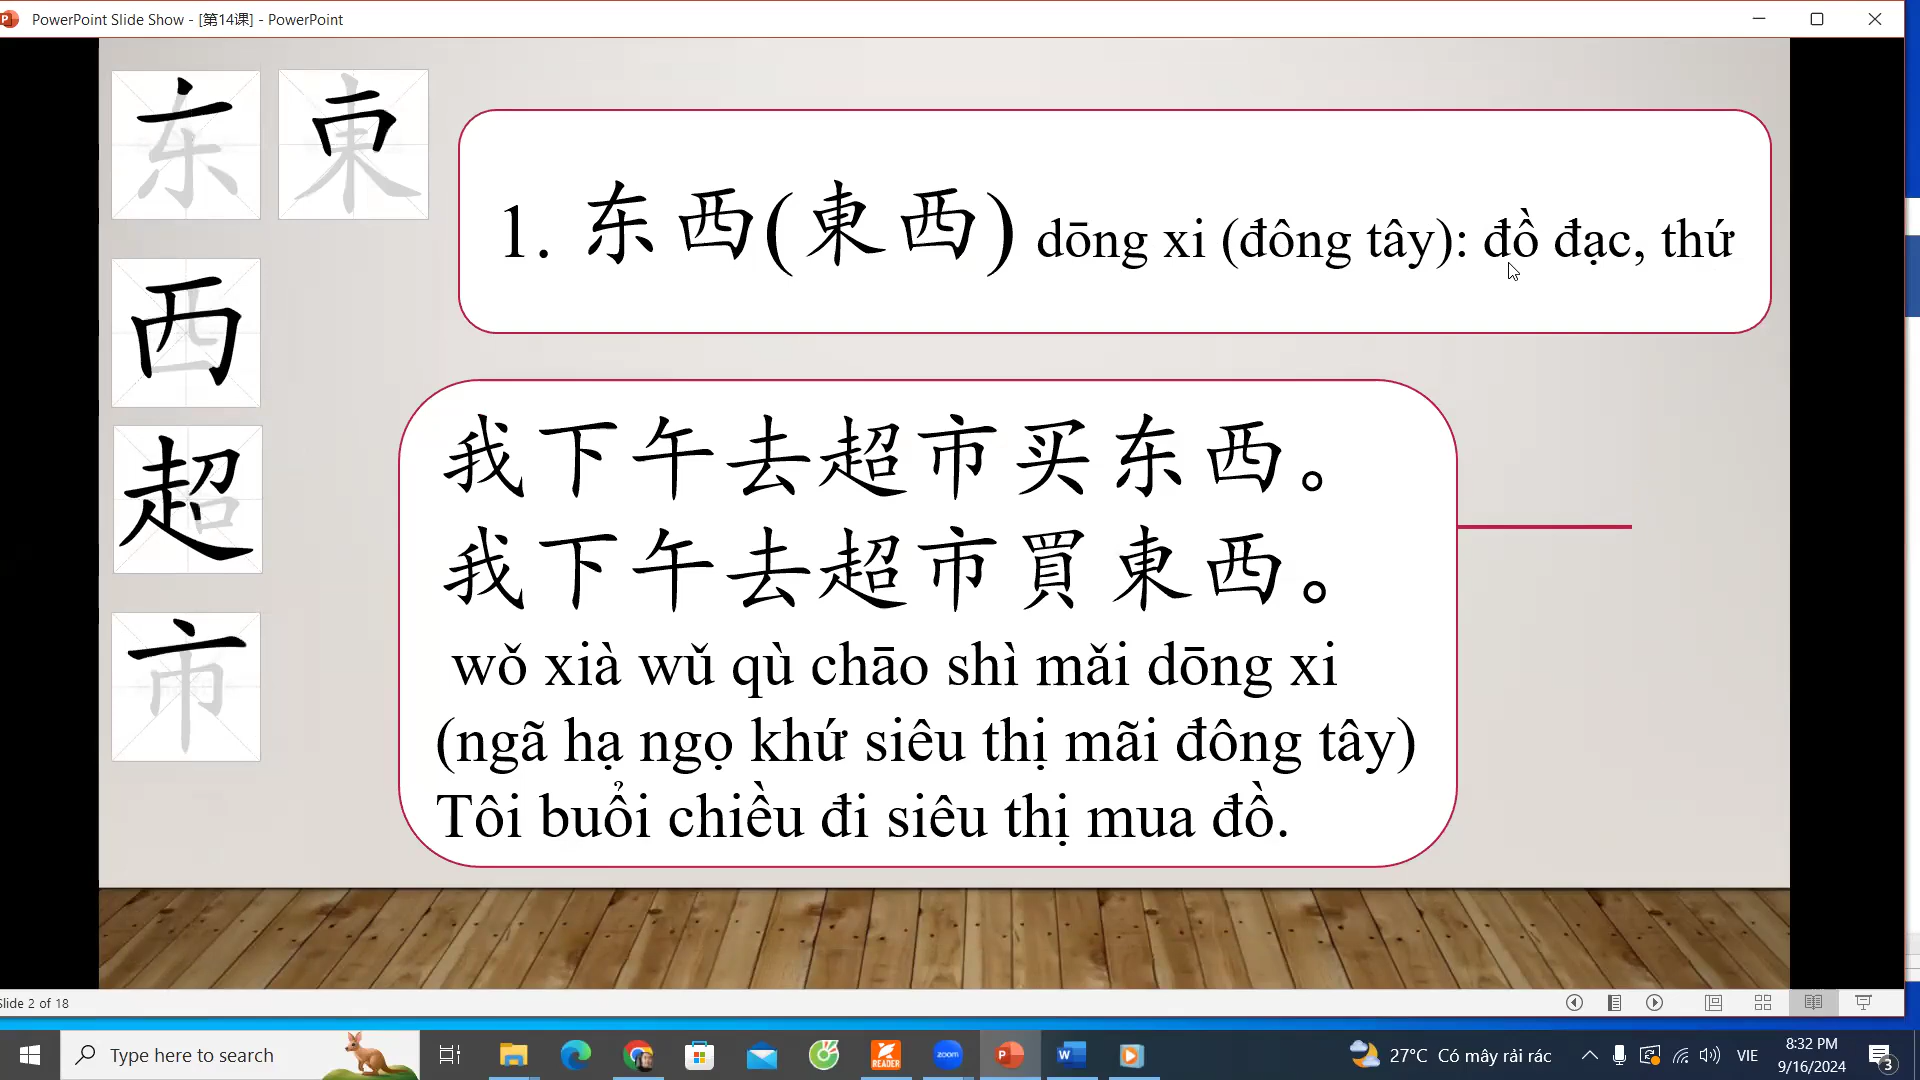 PowerPoint Slide Show - [第14课] - PowerPoint
东 東
西
超
市
1. 东西(東西) dōng xi (đông tây): đồ đạc, thứ
我下午去超市买东西。
我下午去超市買東西。
wǒ xià wǔ qù chāo shì mǎi dōng xi
(ngã hạ ngọ khứ siêu thị mãi đông tây)
Tôi buổi chiều đi siêu thị mua đồ.
Slide 2 of 18
Type here to search
READER
zoom
27°C Có mây rải rác
VIE
8:32 PM
9/16/2024
3